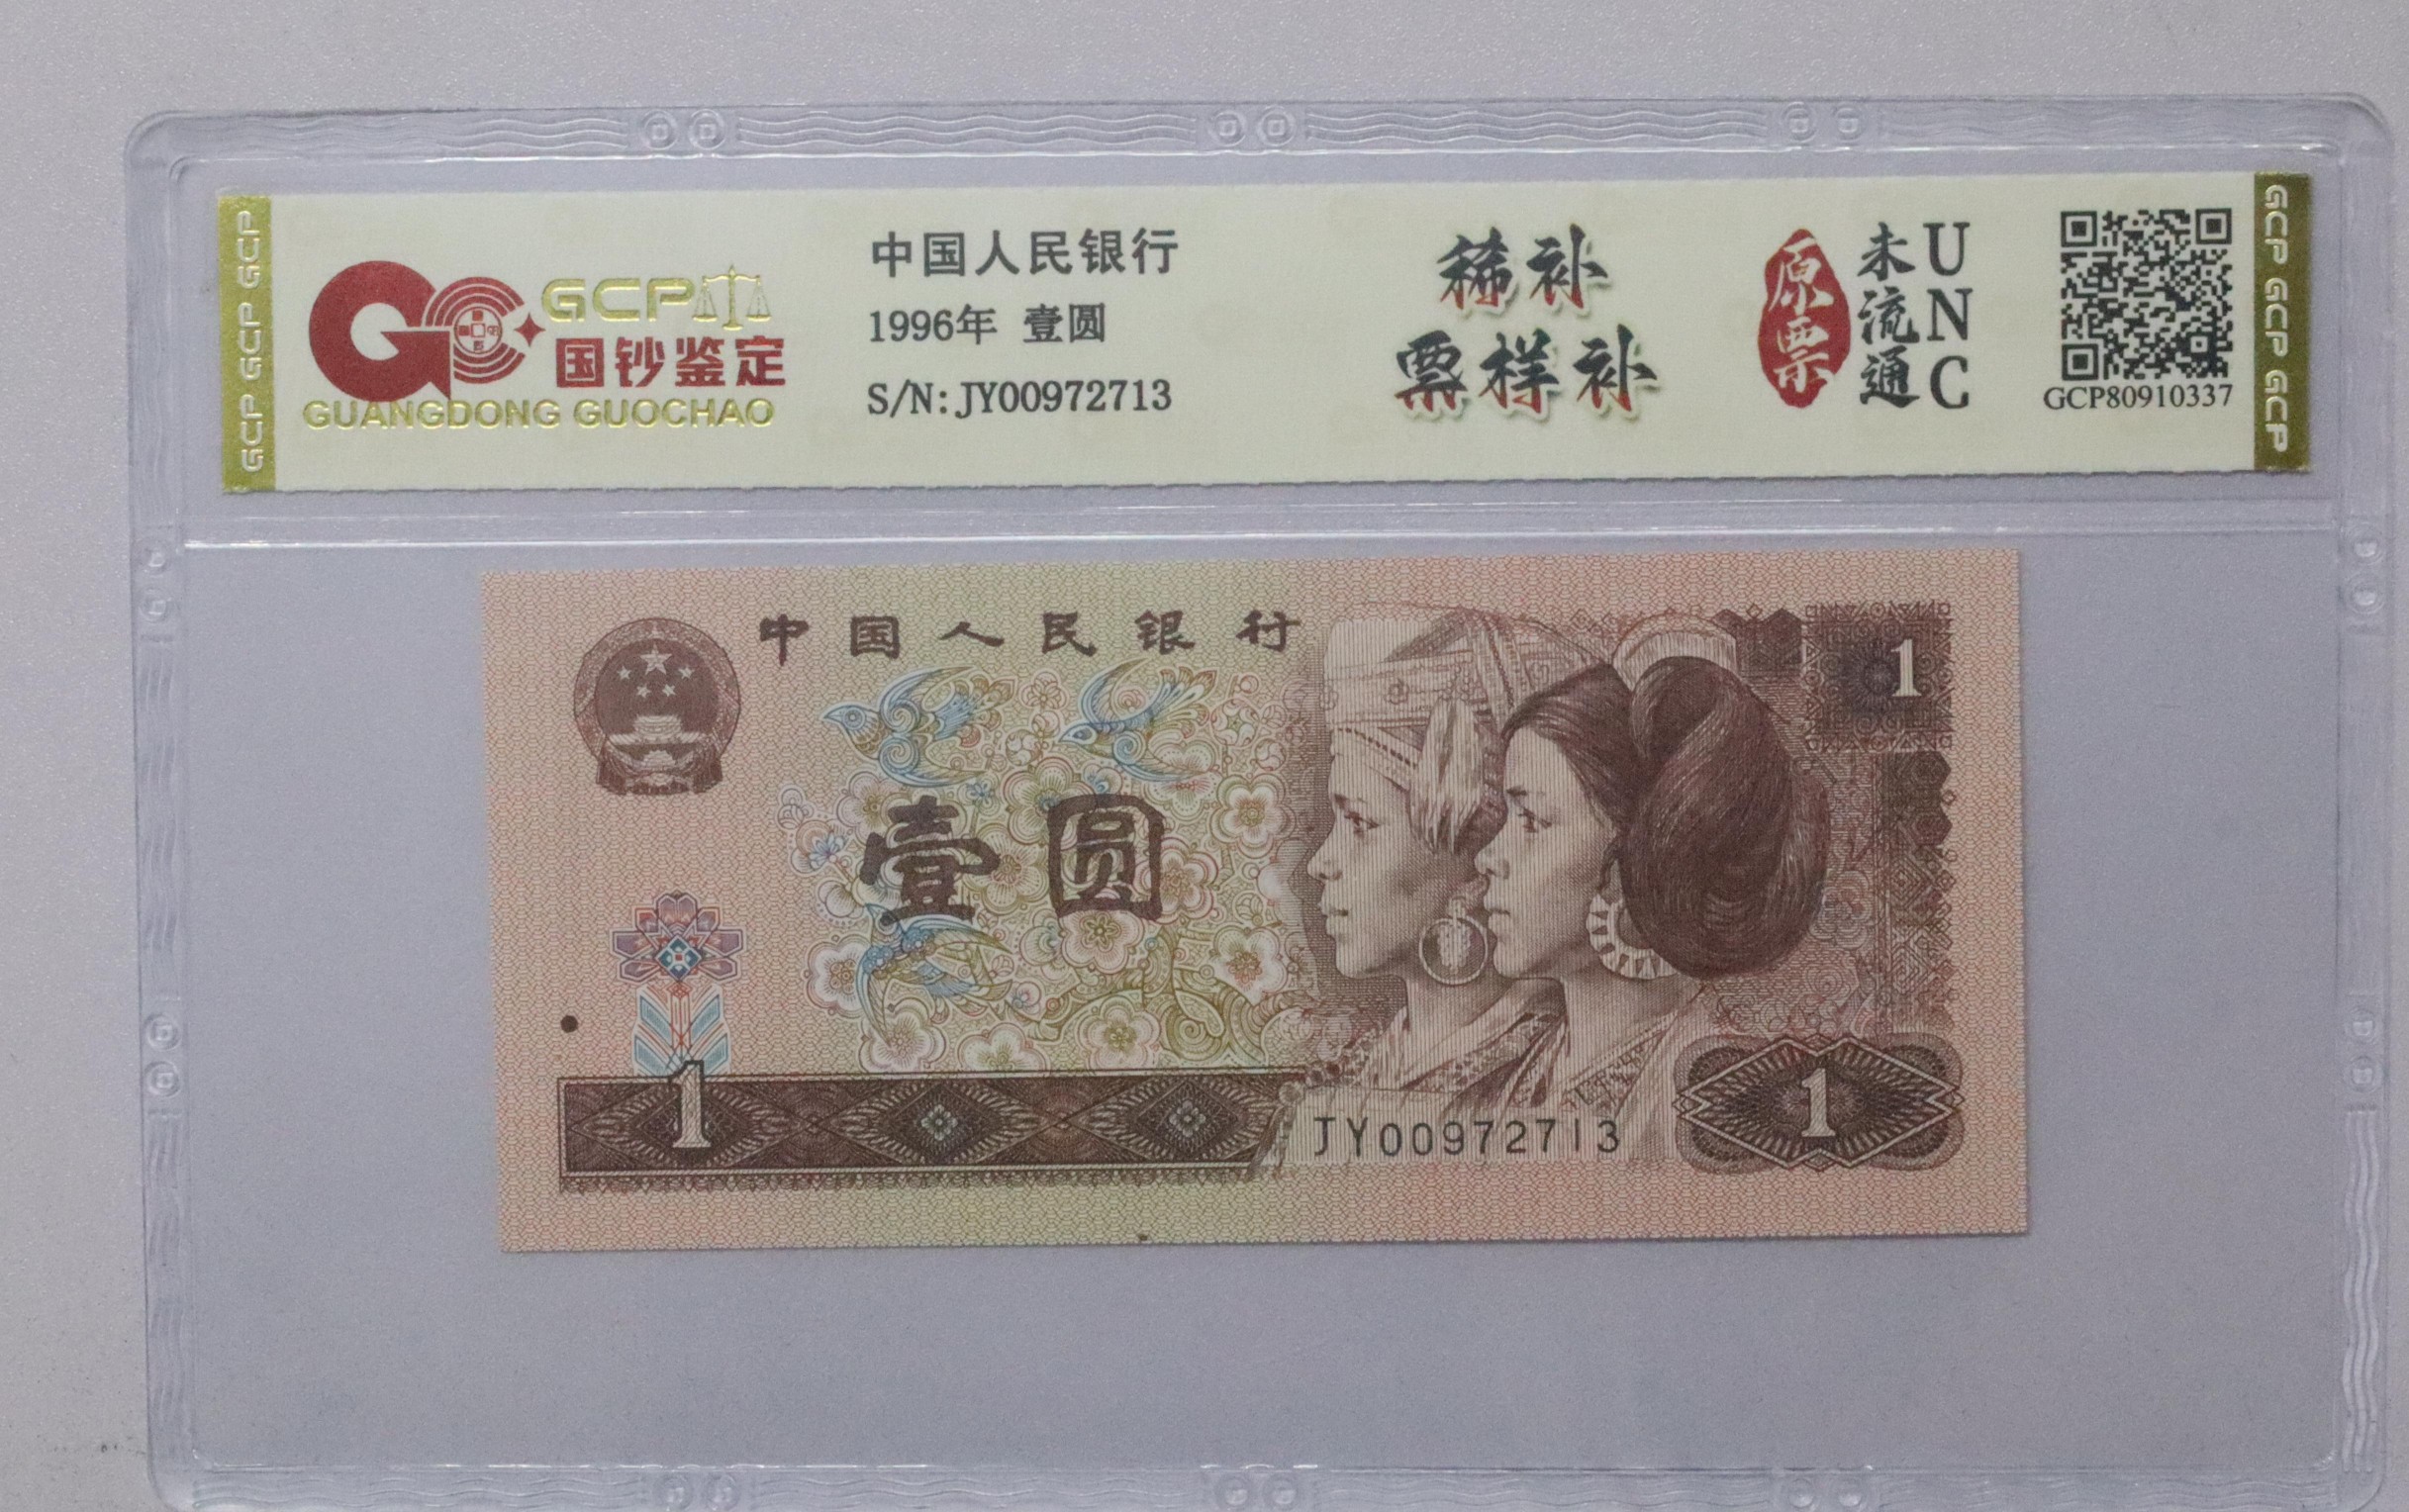 GCP GCP GCP
GCP
国钞鉴定
GUANGDONG GUOCHAO
中国人民银行
1996年 壹圆
S/N: JY00972713
稀补
票样补
原票
未流通
UNC
GCP80910337
GCP GCP GCP
中国人民银行
1
壹圆
1
JY00972713
1